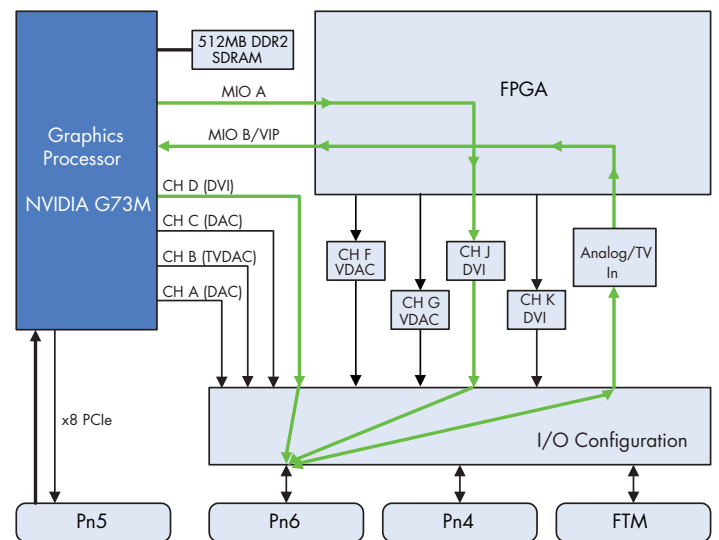 512MB DDR2
SDRAM
FPGA
MIO A
Graphics
Processor
NVIDIA G73M
MIO B/VIP
CH D (DVI)
CH C (DAC)
CH B (TVDAC)
CH A (DAC)
CH F
VDAC
CH G
VDAC
CH J
DVI
CH K
DVI
Analog/TV
In
x8 PCIe
I/O Configuration
Pn5
Pn6
Pn4
FTM